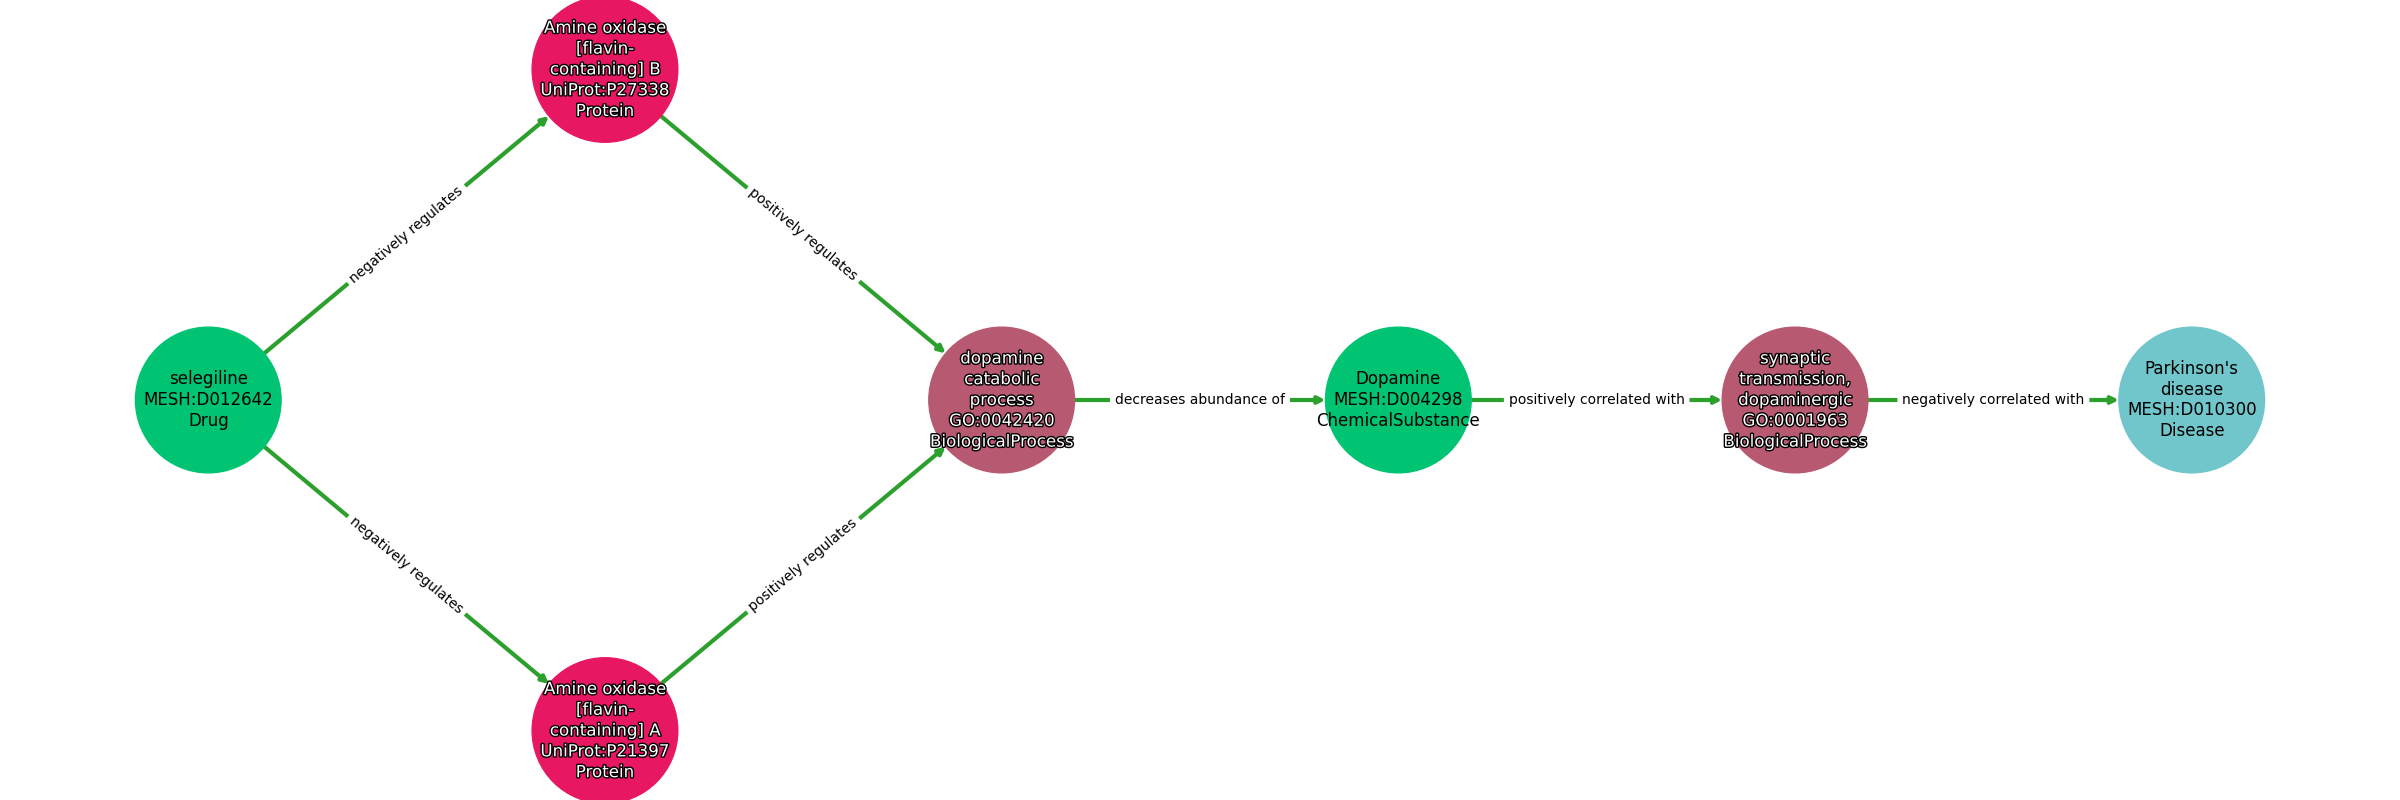 Amine oxidase
[flavin-
containing] B
UniProt:P27338
Protein
negatively regulates
positively regulates
selegiline
MESH:D012642
Drug
dopamine
catabolic
process
GO:0042420
BiologicalProcess
decreases abundance of
Dopamine
MESH:D004298
ChemicalSubstance
positively correlated with
synaptic
transmission,
dopaminergic
GO:0001963
BiologicalProcess
negatively correlated with
Parkinson's
disease
MESH:D010300
Disease
negatively regulates
positively regulates
Amine oxidase
[flavin-
containing] A
UniProt:P21397
Protein